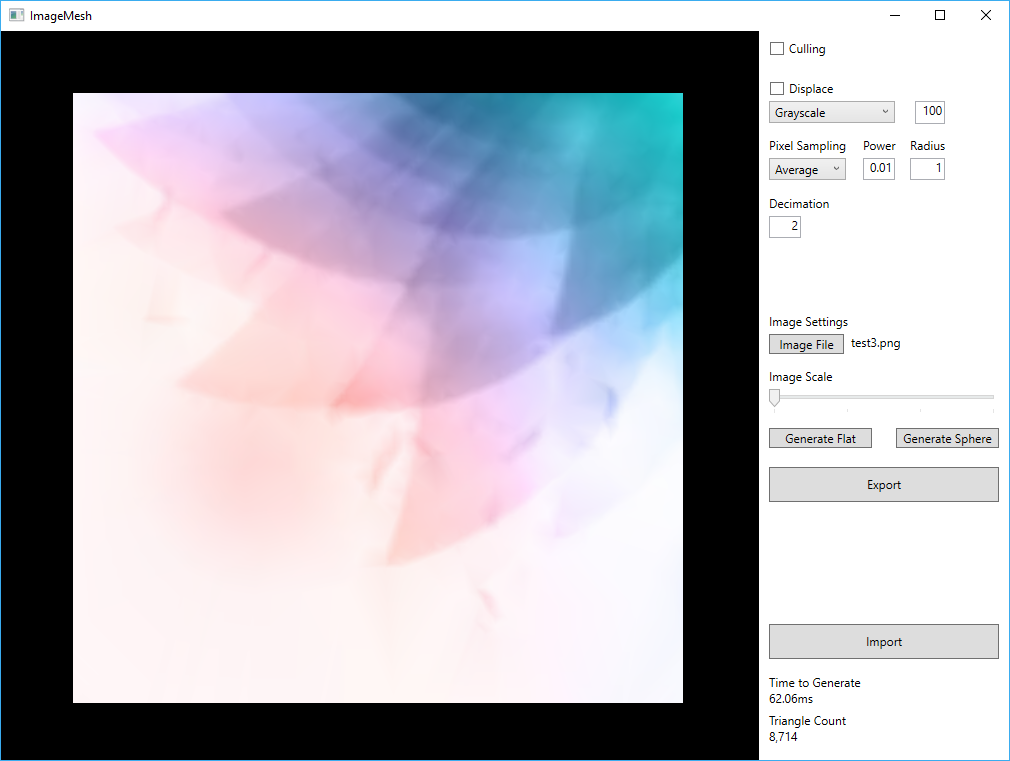 ImageMesh
Culling
Displace
Grayscale 100
Pixel Sampling Power Radius
Average 0.01 1
Decimation
2
Image Settings
Image File test3.png
Image Scale
Generate Flat Generate Sphere
Export
Import
Time to Generate
62.06ms
Triangle Count
8,714